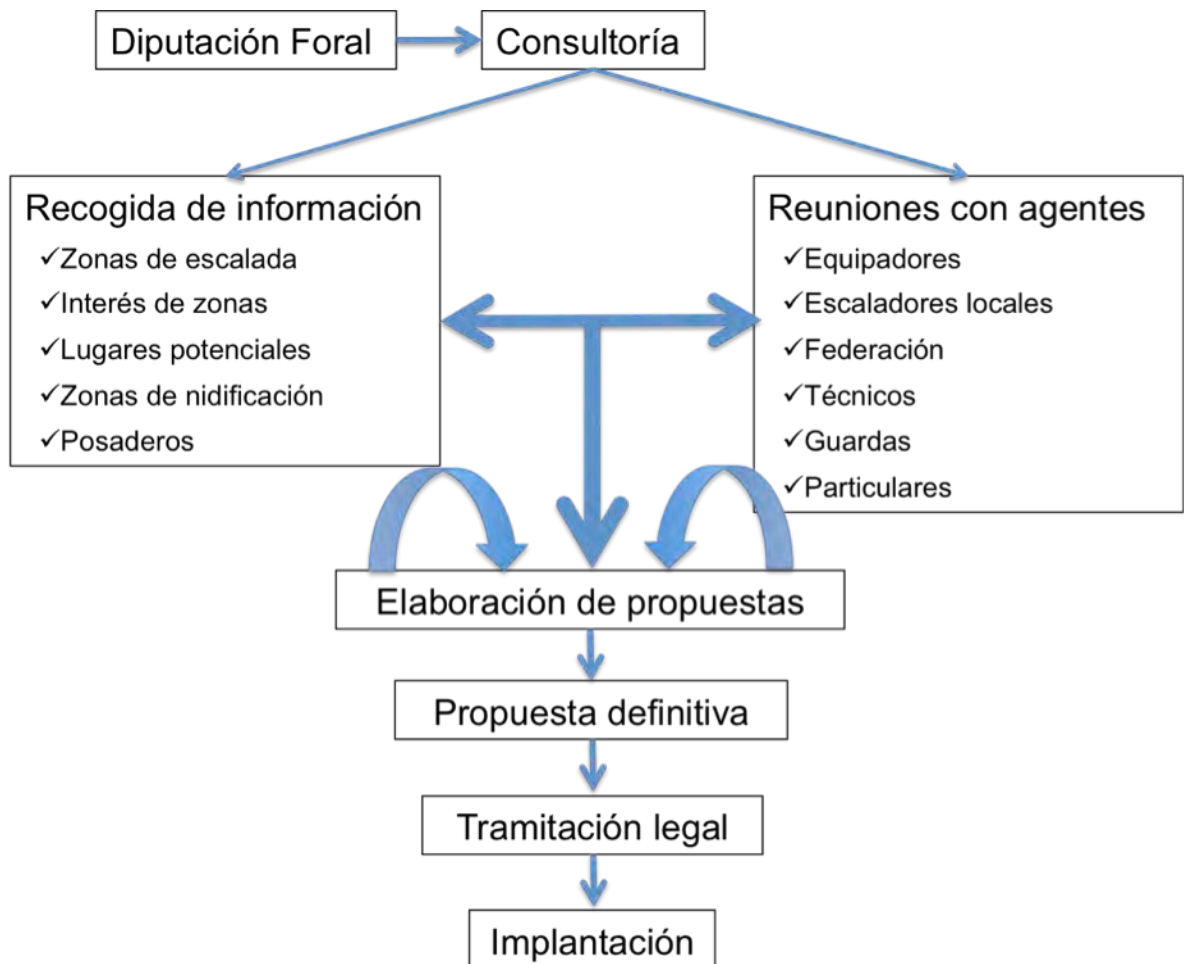 Diputación Foral
Consultoría
Recogida de información
✓Zonas de escalada
✓Interés de zonas
✓Lugares potenciales
✓Zonas de nidificación
✓Posaderos
Reuniones con agentes
✓Equipadores
✓Escaladores locales
✓Federación
✓Técnicos
✓Guardas
✓Particulares
Elaboración de propuestas
Propuesta definitiva
Tramitación legal
Implantación